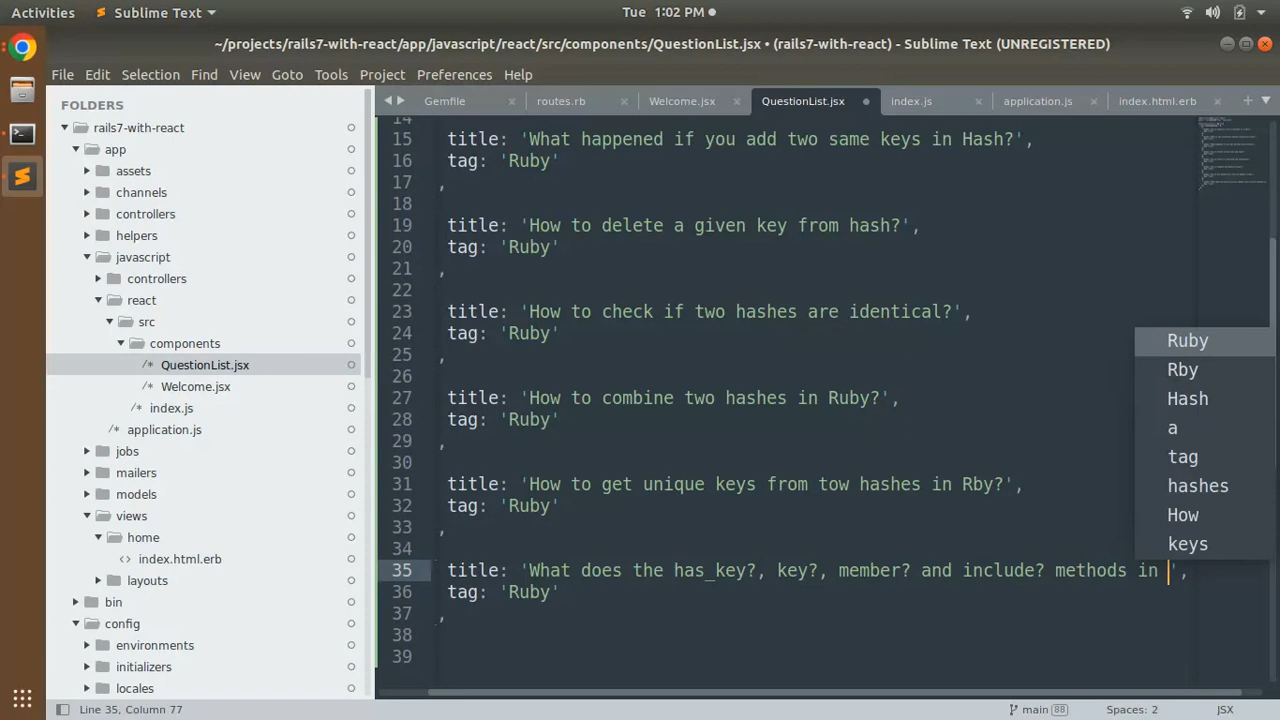 Activities Sublime Text Tue 1:02 PM
~/projects/rails7-with-react/app/javascript/react/src/components/QuestionList.jsx • (rails7-with-react) - Sublime Text (UNREGISTERED)
File Edit Selection Find View Goto Tools Project Preferences Help
FOLDERS
rails7-with-react
app
assets
channels
controllers
helpers
javascript
controllers
react
src
components
/* QuestionList.jsx
/* Welcome.jsx
/* index.js
/* application.js
jobs
mailers
models
views
home
<> index.html.erb
layouts
bin
config
environments
initializers
locales
Gemfile routes.rb Welcome.jsx QuestionList.jsx index.js application.js index.html.erb
14
15 title: 'What happened if you add two same keys in Hash?',
16 tag: 'Ruby'
17 ,
18
19 title: 'How to delete a given key from hash?',
20 tag: 'Ruby'
21 ,
22
23 title: 'How to check if two hashes are identical?',
24 tag: 'Ruby'
25 ,
26
27 title: 'How to combine two hashes in Ruby?',
28 tag: 'Ruby'
29 ,
30
31 title: 'How to get unique keys from tow hashes in Rby?',
32 tag: 'Ruby'
33 ,
34
35 title: 'What does the has_key?, key?, member? and include? methods in ',
36 tag: 'Ruby'
37 ,
38
39
Ruby
Rby
Hash
a
tag
hashes
How
keys
Line 35, Column 77 main 88 Spaces: 2 JSX